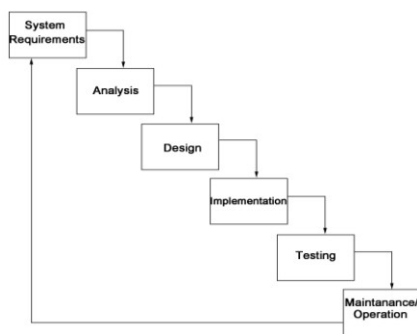 System
Requirements
Analysis
Design
Implementation
Testing
Maintanance/
Operation